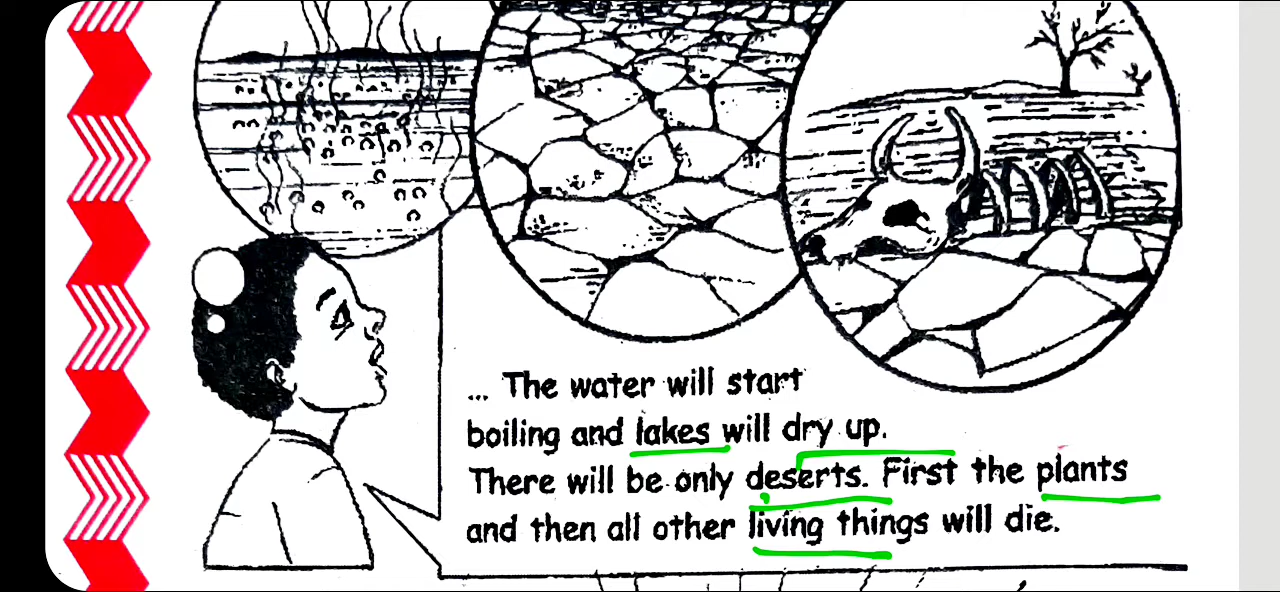 ... The water will start
boiling and lakes will dry up.
There will be only deserts. First the plants
and then all other living things will die.